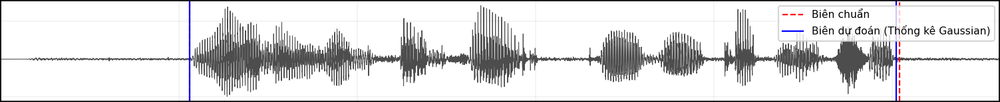 Biên chuẩn
Biên dự đoán (Thống kê Gaussian)